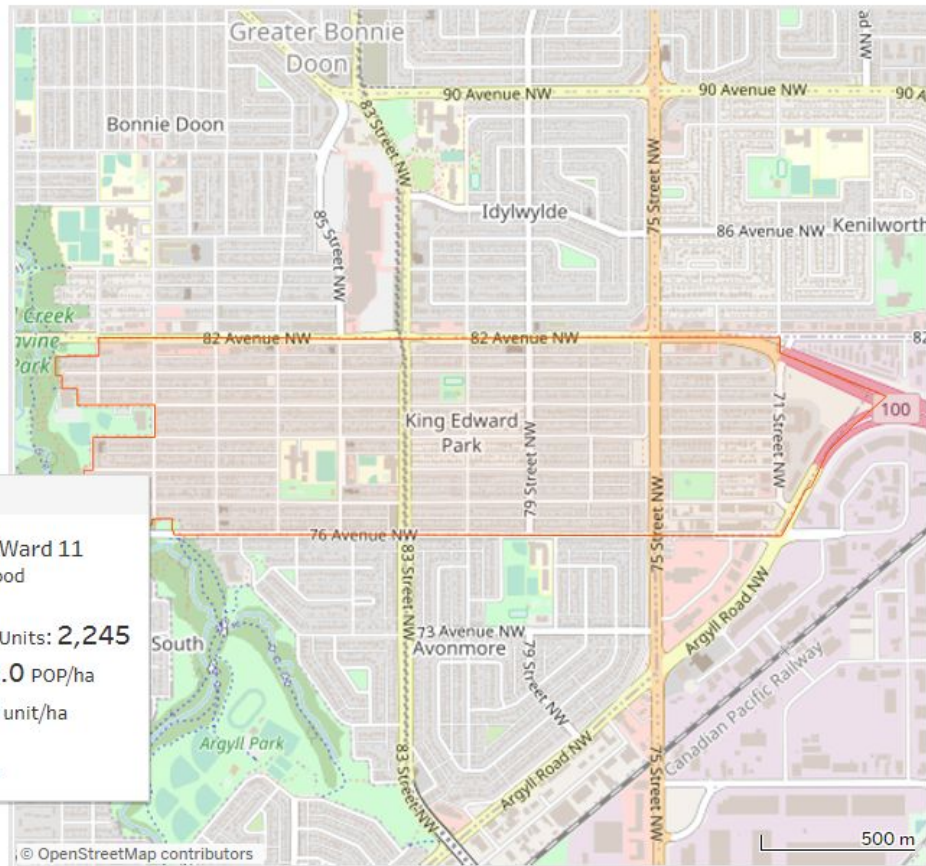 Greater Bonnie
Doon
ad NW
90 Avenue NW
90 Avenue NW
90 A
Bonnie Doon
83 Street NW
75 Street NW
85 Street NW
Idylwylde
86 Avenue NW
Kenilworth
Creek
avine
Park
82 Avenue NW
82 Avenue NW
82
King Edward
Park
79 Street NW
71 Street NW
100
76 Avenue NW
75 Street NW
83 Street NW
Ward 11
ood
Units: 2,245
.0 POP/ha
unit/ha
South
73 Avenue NW
Avonmore
79 Street NW
Argyll Road NW
Canadian Pacific Railway
Argyll Park
83 Street NW
Argyll Road NW
75 Street NW
500 m
© OpenStreetMap contributors